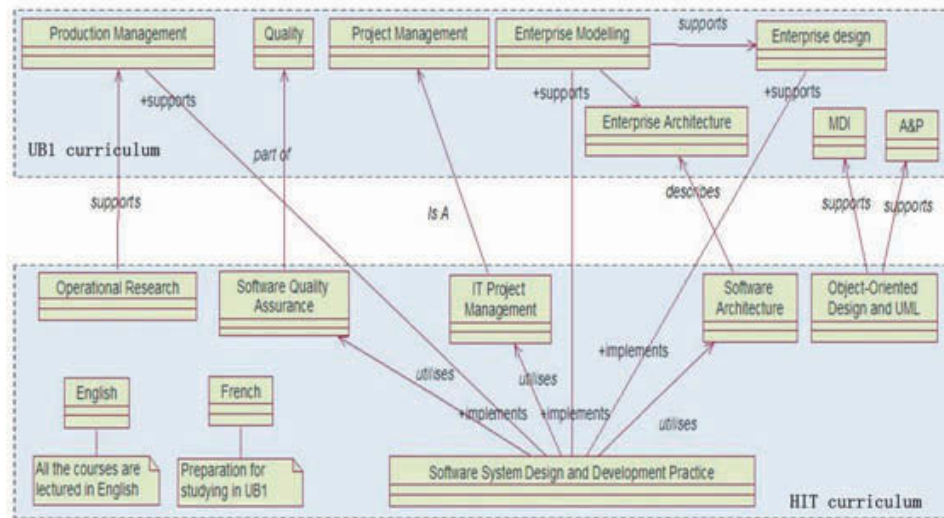 Production Management
Quality
Project Management
Enterprise Modelling
supports
Enterprise design
+supports
+supports
+supports
Enterprise Architecture
MDI
A&P
UB1 curriculum
part of
supports
Is A
describes
supports
supports
Operational Research
Software Quality
Assurance
IT Project
Management
Software
Architecture
Object-Oriented
Design and UML
+implements
utilises
utilises
English
French
+implements
+implements
utilises
All the courses are
lectured in English
Preparation for
studying in UB1
Software System Design and Development Practice
HIT curriculum